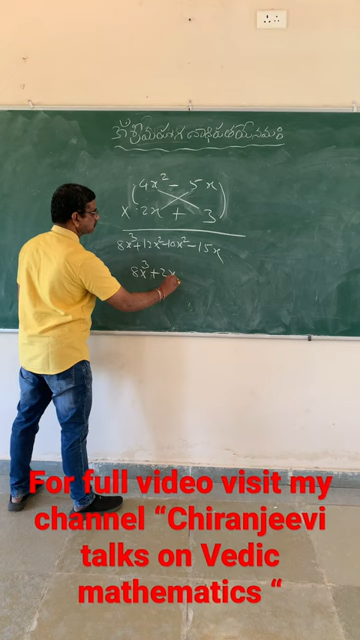 (4x² - 5x)
x 2x + 3
8x³+12x²-10x²-15x
8x³+2x
For full video visit my
channel “Chiranjeevi
talks on Vedic
mathematics “